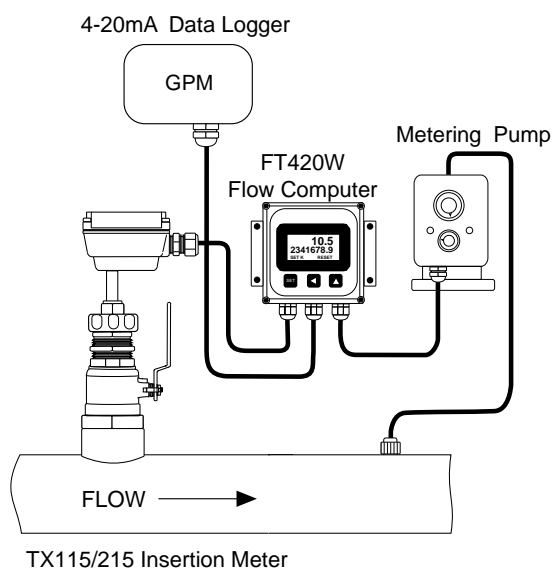 4-20mA Data Logger
GPM
Metering Pump
FT420W
Flow Computer
10.5
2341678.9
SET K RESET
SET
FLOW
TX115/215 Insertion Meter